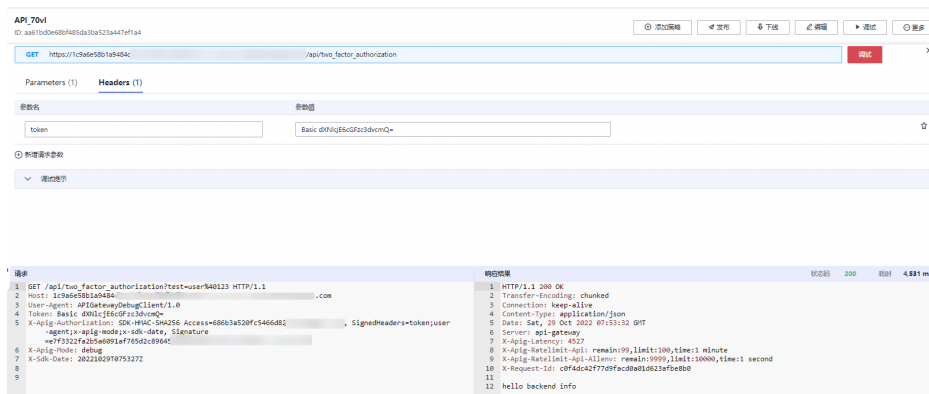 API_70vl
ID: aa61bd0e68bf485da3ba523a447ef1a4
添加策略 发布 下线 编辑 调试 更多
GET https://1c9a6e58b1a9484c /api/two_factor_authorization 调试
Parameters (1) Headers (1)
参数名 参数值
token Basic dXNlcjE6cGFzc3dvcmQ=
新增请求参数
调试提示
请求
1 GET /api/two_factor_authorization?test=user%40123 HTTP/1.1
2 Host: 1c9a6e58b1a9484 .com
3 User-Agent: APIGatewayDebugClient/1.0
4 Token: Basic dXNlcjE6cGFzc3dvcmQ=
5 X-Apig-Authorization: SDK-HMAC-SHA256 Access=686b3a520fc5466d82 , SignedHeaders=token;user
-agent;x-apig-mode;x-sdk-date, Signature
=e7f3322fa2b5a6091af765d2c89645
6 X-Apig-Mode: debug
7 X-Sdk-Date: 20221029T075327Z
8
9
响应结果 状态码 200 耗时 4,531 m
1 HTTP/1.1 200 OK
2 Transfer-Encoding: chunked
3 Connection: keep-alive
4 Content-Type: application/json
5 Date: Sat, 29 Oct 2022 07:53:32 GMT
6 Server: api-gateway
7 X-Apig-Latency: 4527
8 X-Apig-Ratelimit-Api: remain:99,limit:100,time:1 minute
9 X-Apig-Ratelimit-Api-Allenv: remain:9999,limit:10000,time:1 second
10 X-Request-Id: c0f4dc42f77d9facd0a01d623afbe8b0
11
12 hello backend info